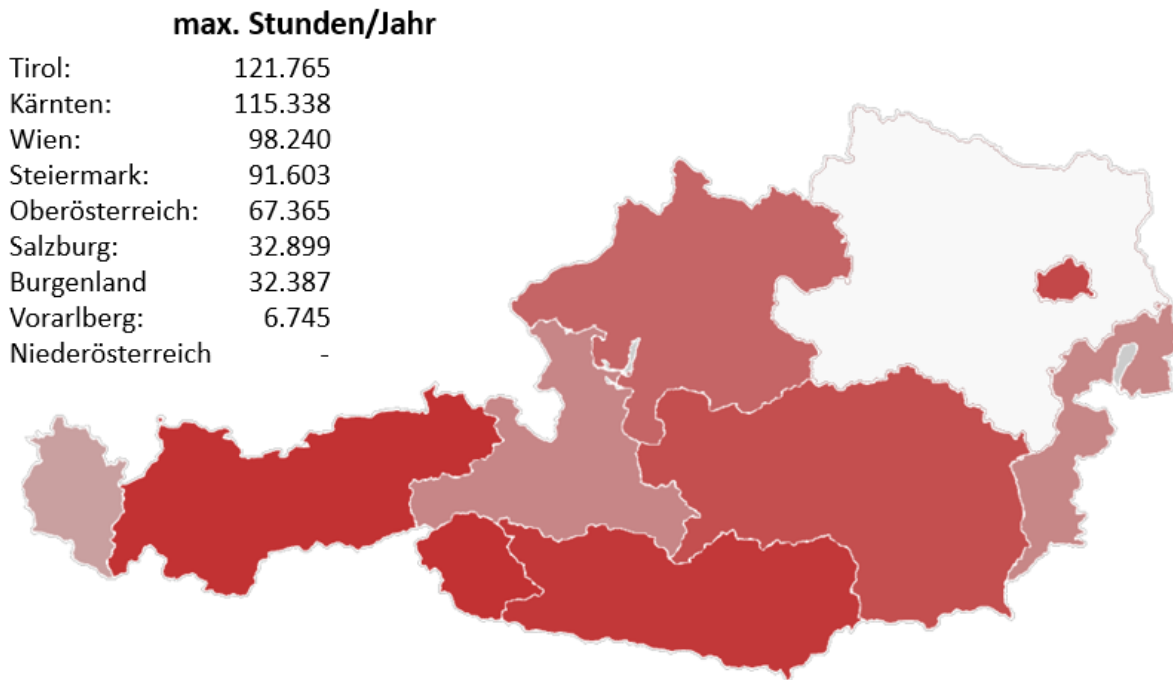 max. Stunden/Jahr
Tirol: 121.765
Kärnten: 115.338
Wien: 98.240
Steiermark: 91.603
Oberösterreich: 67.365
Salzburg: 32.899
Burgenland 32.387
Vorarlberg: 6.745
Niederösterreich -